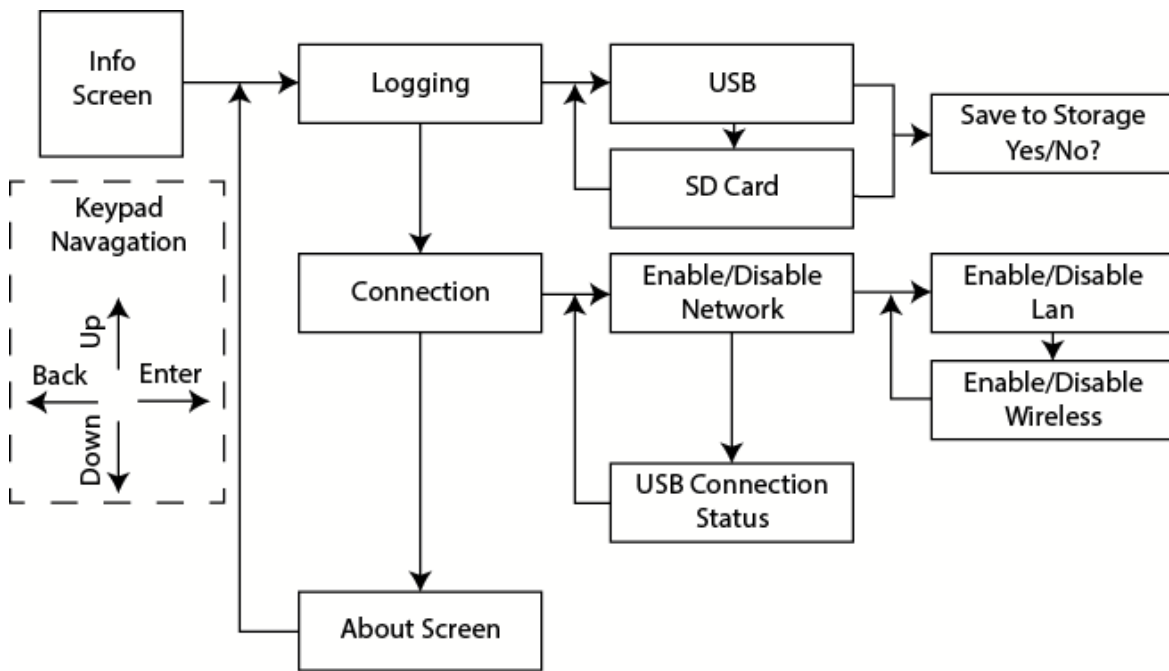 Info
Screen
Logging
USB
Save to Storage
Yes/No?
SD Card
Keypad
Navagation
Up
Back
Enter
Down
Connection
Enable/Disable
Network
Enable/Disable
Lan
Enable/Disable
Wireless
USB Connection
Status
About Screen